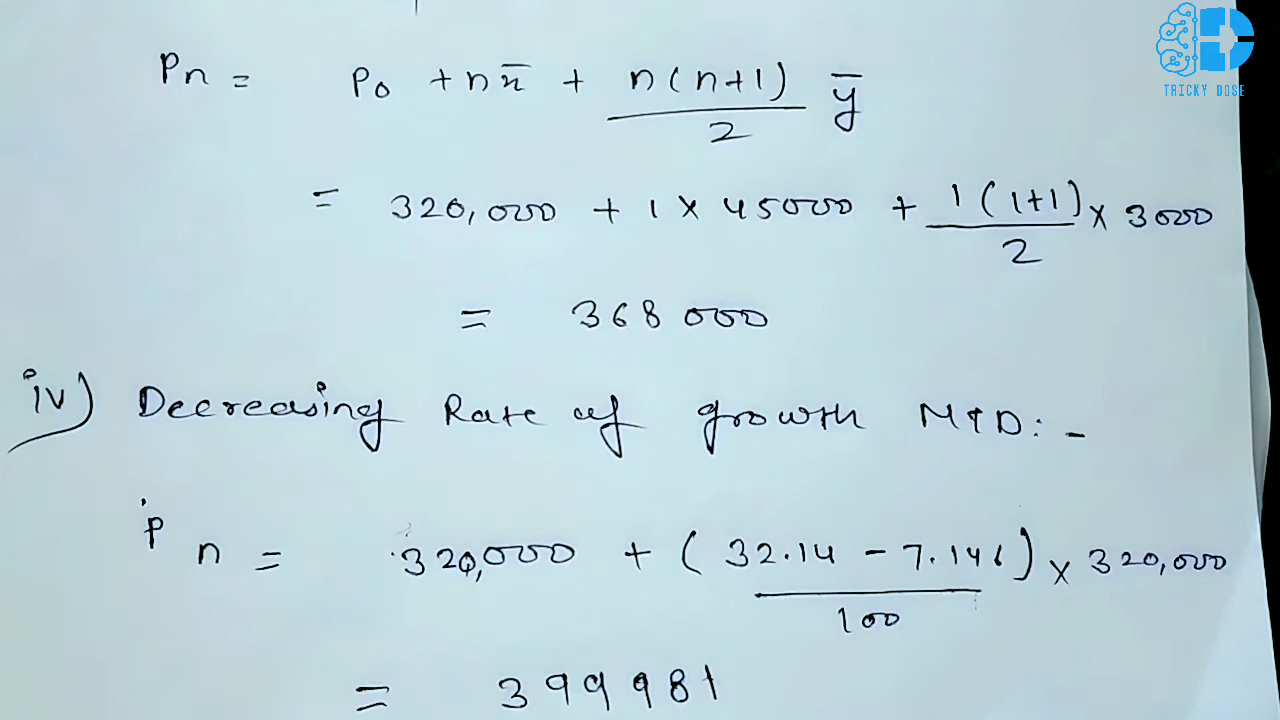 TRICKY DOSE
Pn = P0 + n x̄ + n(n+1)/2 ȳ
= 320,000 + 1 × 45000 + 1(1+1)/2 × 3000
= 368000
iv) Decreasing Rate of growth MTD:-
Pn = 320,000 + (32.14 - 7.146)/100 × 320,000
= 399981